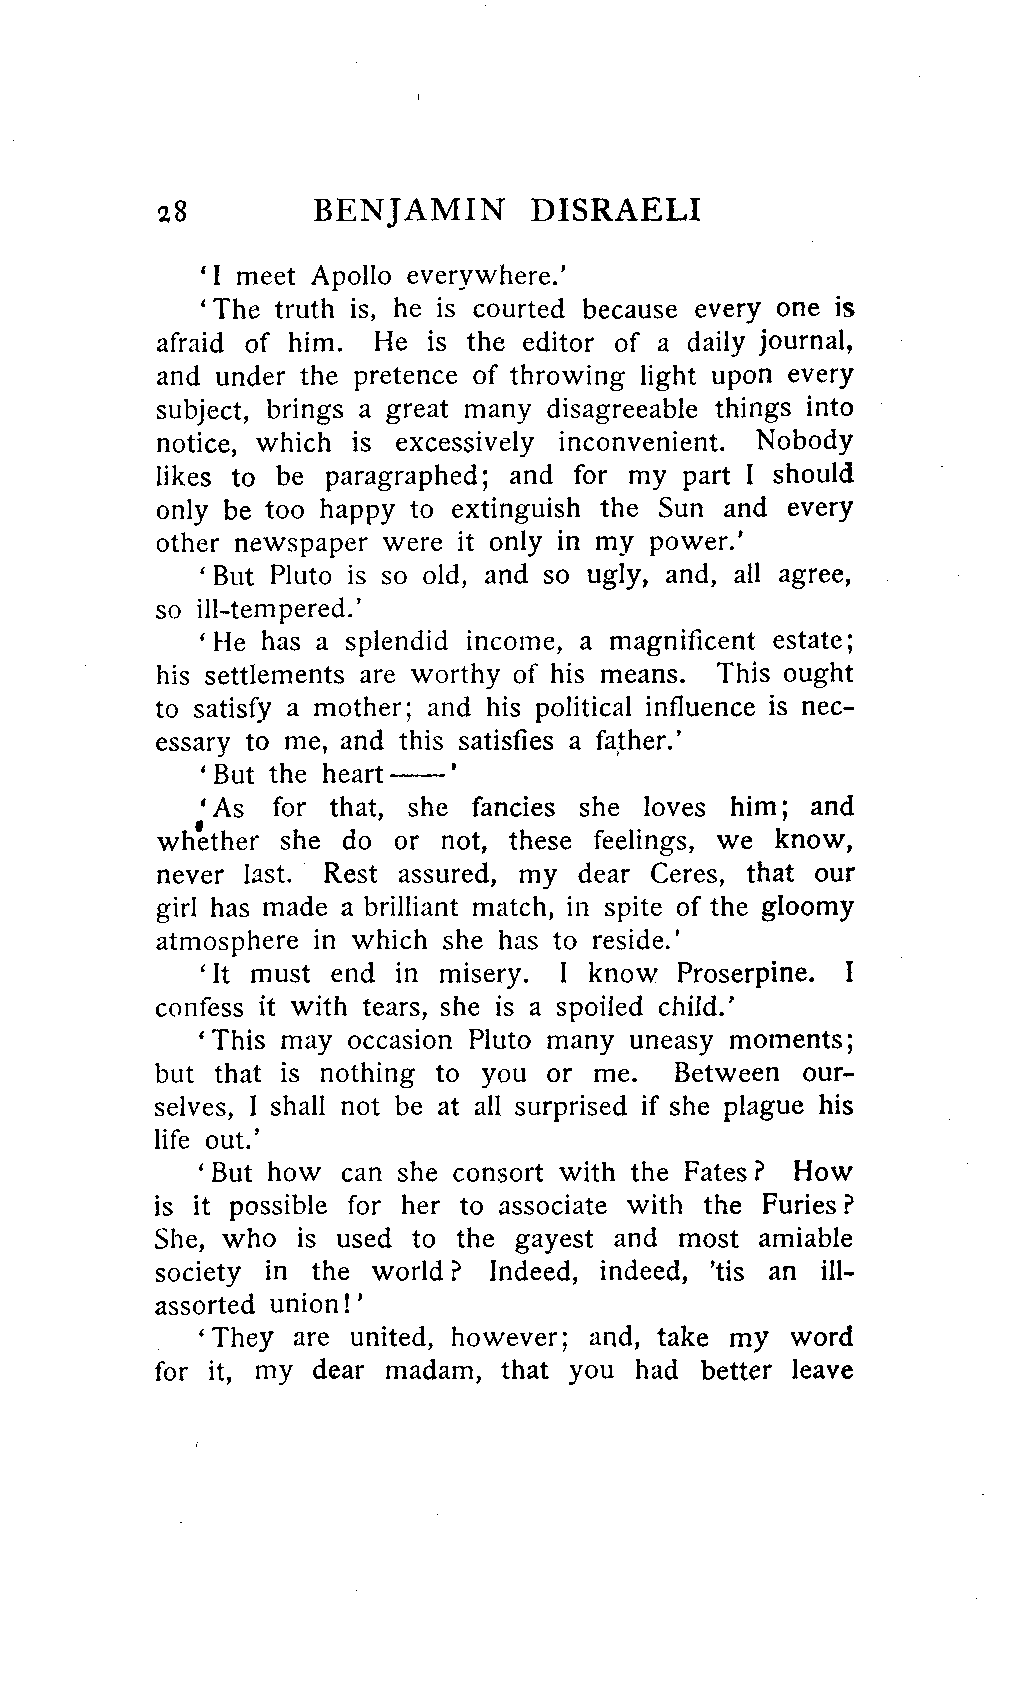 28 BENJAMIN DISRAELI
‘I meet Apollo everywhere.’
‘The truth is, he is courted because every one is
afraid of him. He is the editor of a daily journal,
and under the pretence of throwing light upon every
subject, brings a great many disagreeable things into
notice, which is excessively inconvenient. Nobody
likes to be paragraphed; and for my part I should
only be too happy to extinguish the Sun and every
other newspaper were it only in my power.’
‘But Pluto is so old, and so ugly, and, all agree,
so ill-tempered.’
‘He has a splendid income, a magnificent estate;
his settlements are worthy of his means. This ought
to satisfy a mother; and his political influence is nec-
essary to me, and this satisfies a father.’
‘But the heart——’
‘As for that, she fancies she loves him; and
whether she do or not, these feelings, we know,
never last. Rest assured, my dear Ceres, that our
girl has made a brilliant match, in spite of the gloomy
atmosphere in which she has to reside.’
‘It must end in misery. I know Proserpine. I
confess it with tears, she is a spoiled child.’
‘This may occasion Pluto many uneasy moments;
but that is nothing to you or me. Between our-
selves, I shall not be at all surprised if she plague his
life out.’
‘But how can she consort with the Fates? How
is it possible for her to associate with the Furies?
She, who is used to the gayest and most amiable
society in the world? Indeed, indeed, ’tis an ill-
assorted union!’
‘They are united, however; and, take my word
for it, my dear madam, that you had better leave